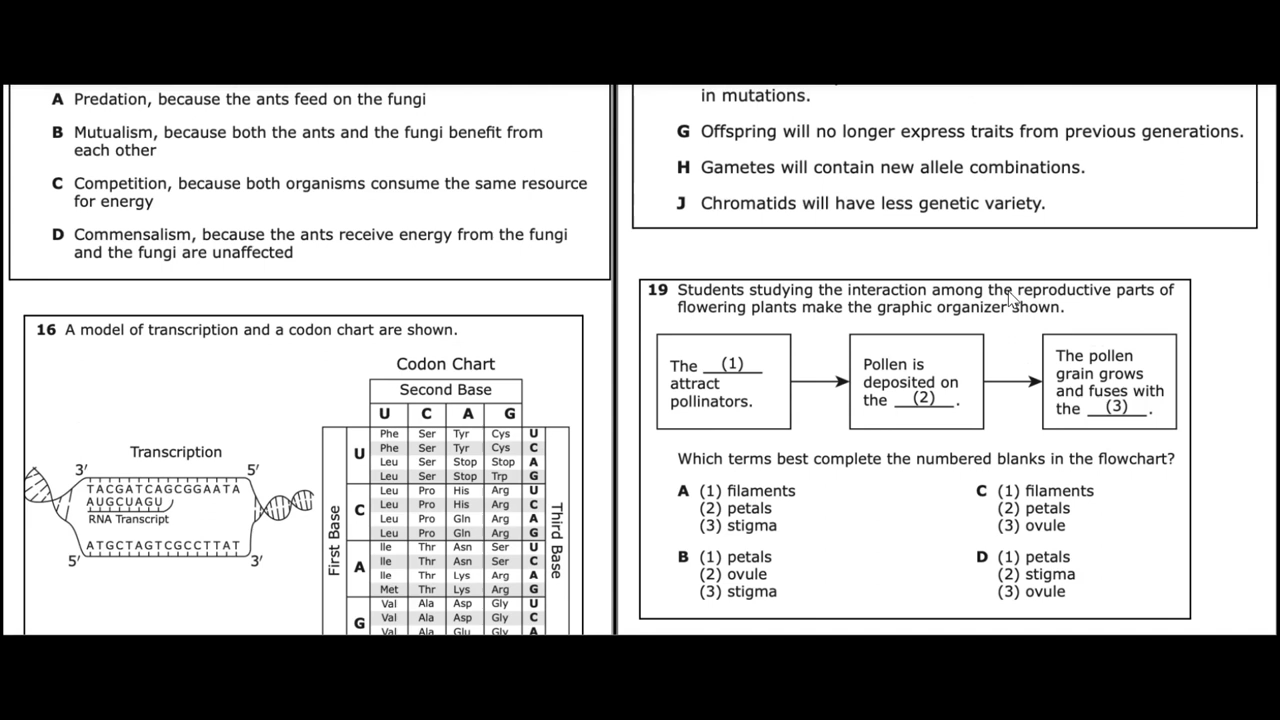 A Predation, because the ants feed on the fungi
B Mutualism, because both the ants and the fungi benefit from
each other
C Competition, because both organisms consume the same resource
for energy
D Commensalism, because the ants receive energy from the fungi
and the fungi are unaffected
16 A model of transcription and a codon chart are shown.
Codon Chart
Second Base
U C A G
Transcription
3′ 5′
TACGATCAGCGGAATA
AUGCUAGU
RNA Transcript
ATGCTAGTCGCCTTAT
5′ 3′
First Base
Third Base
U
Phe Ser Tyr Cys U
Phe Ser Tyr Cys C
Leu Ser Stop Stop A
Leu Ser Stop Trp G
C
Leu Pro His Arg U
Leu Pro His Arg C
Leu Pro Gln Arg A
Leu Pro Gln Arg G
A
Ile Thr Asn Ser U
Ile Thr Asn Ser C
Ile Thr Lys Arg A
Met Thr Lys Arg G
G
Val Ala Asp Gly U
Val Ala Asp Gly C
Val Ala Glu Gly A
in mutations.
G Offspring will no longer express traits from previous generations.
H Gametes will contain new allele combinations.
J Chromatids will have less genetic variety.
19 Students studying the interaction among the reproductive parts of
flowering plants make the graphic organizer shown.
The (1)
attract
pollinators.
Pollen is
deposited on
the (2) .
The pollen
grain grows
and fuses with
the (3) .
Which terms best complete the numbered blanks in the flowchart?
A (1) filaments
(2) petals
(3) stigma
B (1) petals
(2) ovule
(3) stigma
C (1) filaments
(2) petals
(3) ovule
D (1) petals
(2) stigma
(3) ovule